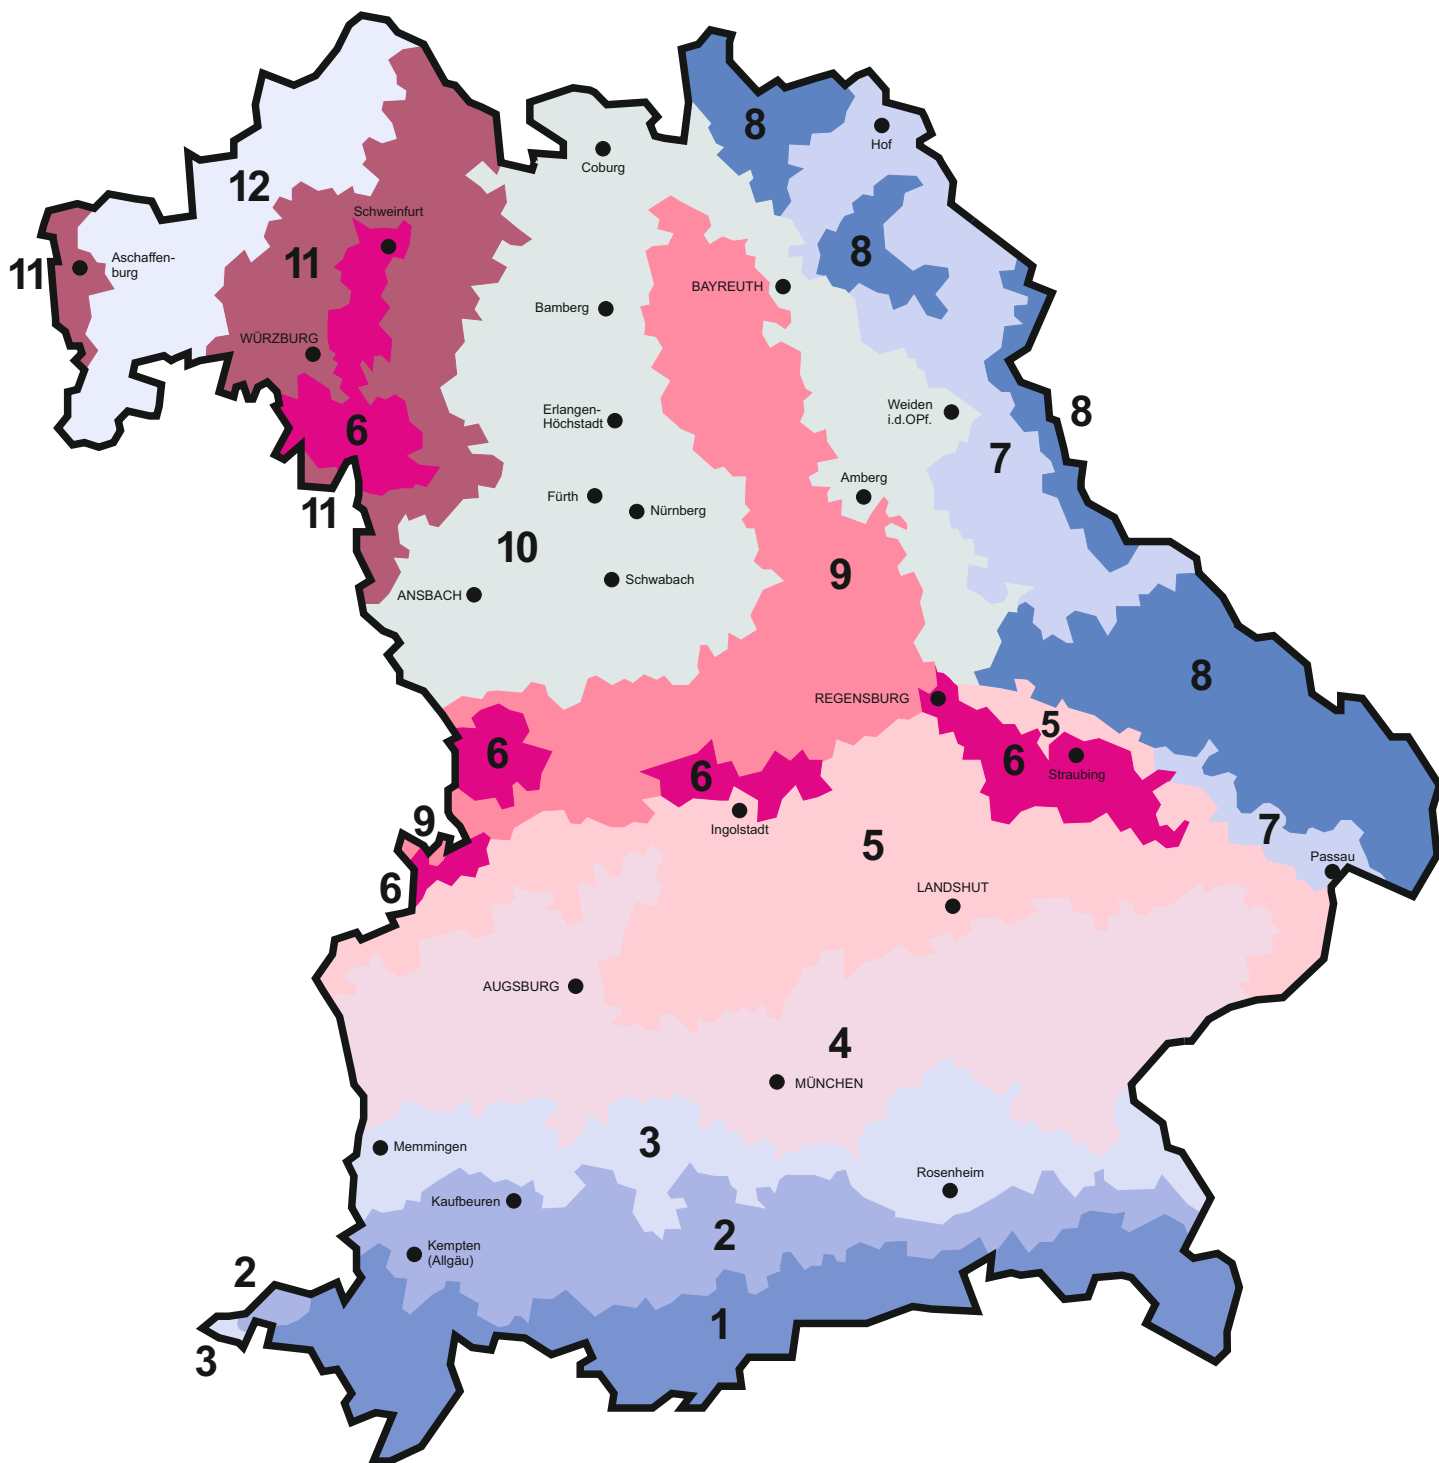 8
Hof
Coburg
12
Schweinfurt
8
11
Aschaffen-
burg
11
BAYREUTH
Bamberg
WÜRZBURG
Weiden
i.d.OPf.
8
Erlangen-
Höchstadt
6
7
Amberg
Fürth
Nürnberg
11
10
9
Schwabach
ANSBACH
8
REGENSBURG
5
6
6
6
Straubing
9
Ingolstadt
7
5
Passau
6
LANDSHUT
AUGSBURG
4
MÜNCHEN
3
Memmingen
Rosenheim
Kaufbeuren
2
Kempten
(Allgäu)
2
1
3